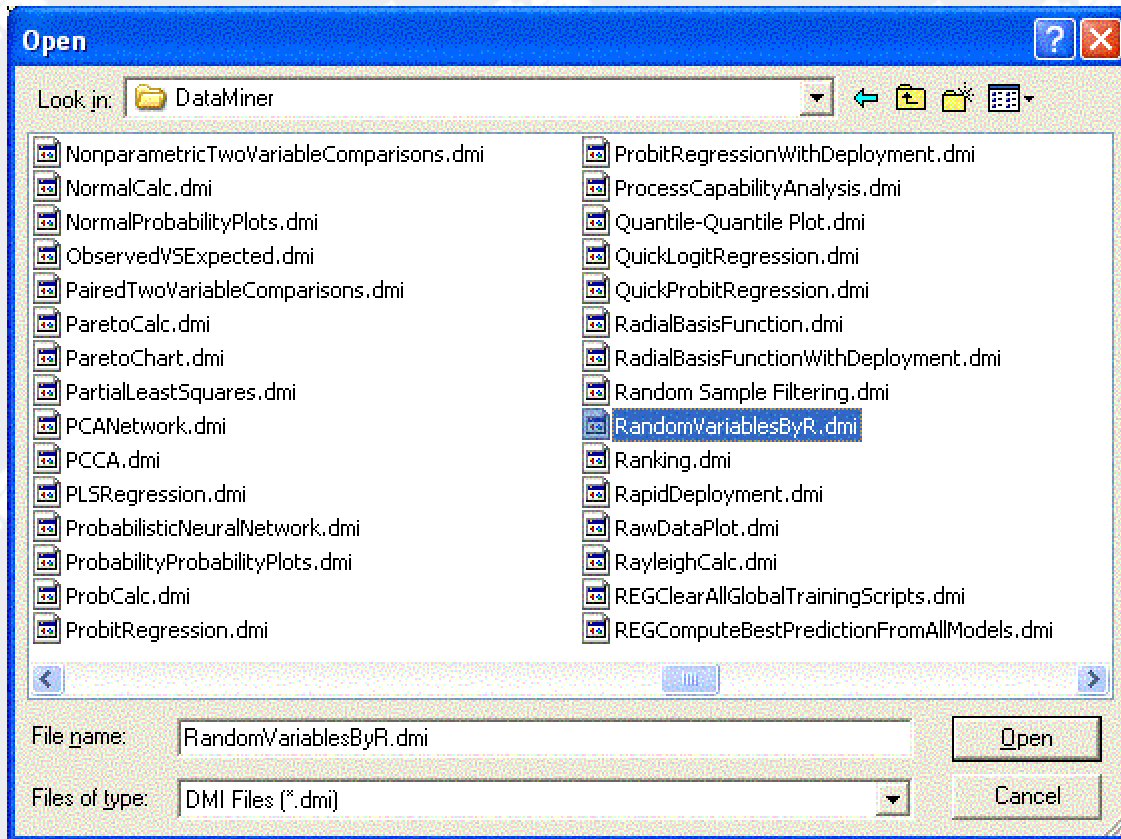 Open
Look in: DataMiner
NonparametricTwoVariableComparisons.dmi
NormalCalc.dmi
NormalProbabilityPlots.dmi
ObservedVSExpected.dmi
PairedTwoVariableComparisons.dmi
ParetoCalc.dmi
ParetoChart.dmi
PartialLeastSquares.dmi
PCANetwork.dmi
PCCA.dmi
PLSRegression.dmi
ProbabilisticNeuralNetwork.dmi
ProbabilityProbabilityPlots.dmi
ProbCalc.dmi
ProbitRegression.dmi
ProbitRegressionWithDeployment.dmi
ProcessCapabilityAnalysis.dmi
Quantile-Quantile Plot.dmi
QuickLogitRegression.dmi
QuickProbitRegression.dmi
RadialBasisFunction.dmi
RadialBasisFunctionWithDeployment.dmi
Random Sample Filtering.dmi
RandomVariablesByR.dmi
Ranking.dmi
RapidDeployment.dmi
RawDataPlot.dmi
RayleighCalc.dmi
REGClearAllGlobalTrainingScripts.dmi
REGComputeBestPredictionFromAllModels.dmi
File name: RandomVariablesByR.dmi Open
Files of type: DMI Files (*.dmi) Cancel